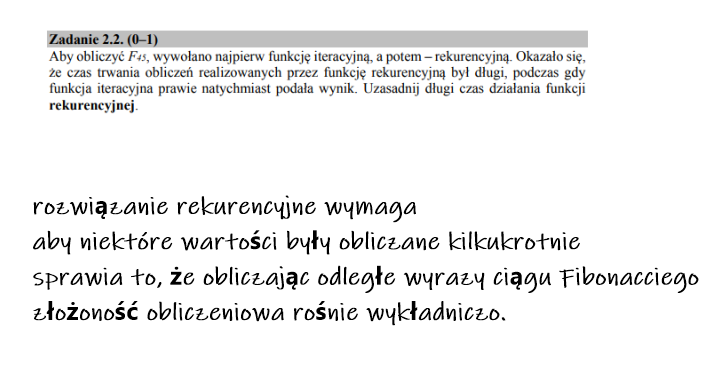 Zadanie 2.2. (0–1)
Aby obliczyć F₄₅, wywołano najpierw funkcję iteracyjną, a potem – rekurencyjną. Okazało się,
że czas trwania obliczeń realizowanych przez funkcję rekurencyjną był długi, podczas gdy
funkcja iteracyjna prawie natychmiast podała wynik. Uzasadnij długi czas działania funkcji
rekurencyjnej.
rozwiązanie rekurencyjne wymaga
aby niektóre wartości były obliczane kilkukrotnie
sprawia to, że obliczając odległe wyrazy ciągu Fibonacciego
złożoność obliczeniowa rośnie wykładniczo.